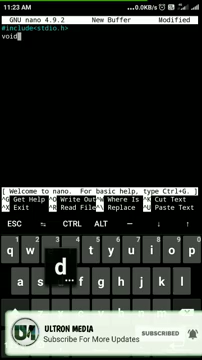 11:23 AM ...0.0KB/s
GNU nano 4.9.2 New Buffer Modified
#include<stdio.h>
void
[ Welcome to nano.  For basic help, type Ctrl+G. ]
^G Get Help ^O Write Out ^W Where Is ^K Cut Text
^X Exit ^R Read File ^\ Replace ^U Paste Text
ESC CTRL ALT – ↓ ↑
q w t y u i o p
d
...
a s f g h j k l
ULTRON MEDIA
Subscribe For More Updates
SUBSCRIBED